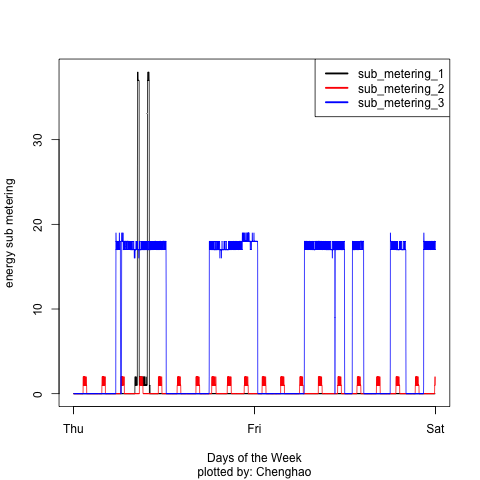 sub_metering_1
sub_metering_2
sub_metering_3
energy sub metering
30
20
10
0
Thu
Fri
Sat
Days of the Week
plotted by: Chenghao